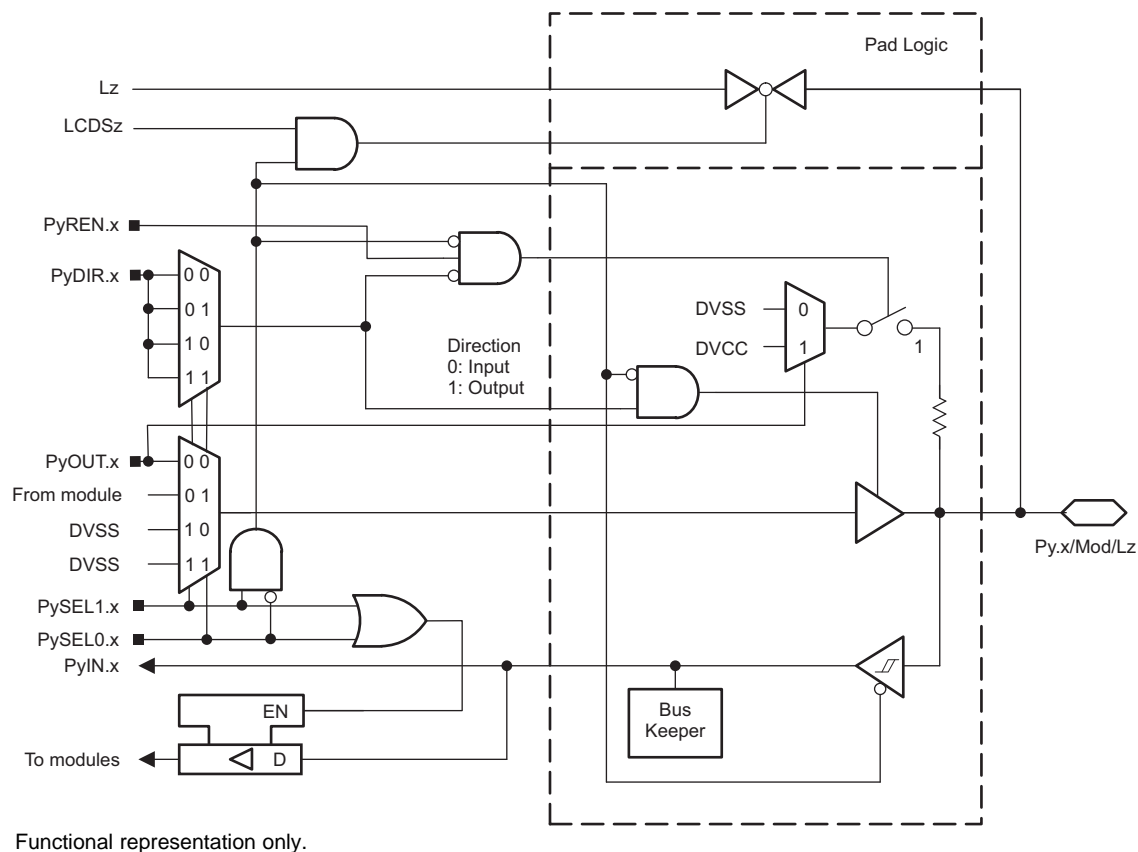 Pad Logic
Lz
LCDSz
PyREN.x
PyDIR.x
0 0
0 1
1 0
1 1
DVSS
0
DVCC
1
1
Direction
0: Input
1: Output
PyOUT.x
0 0
From module
0 1
DVSS
1 0
DVSS
1 1
Py.x/Mod/Lz
PySEL1.x
PySEL0.x
PyIN.x
EN
Bus
Keeper
To modules
D
Functional representation only.